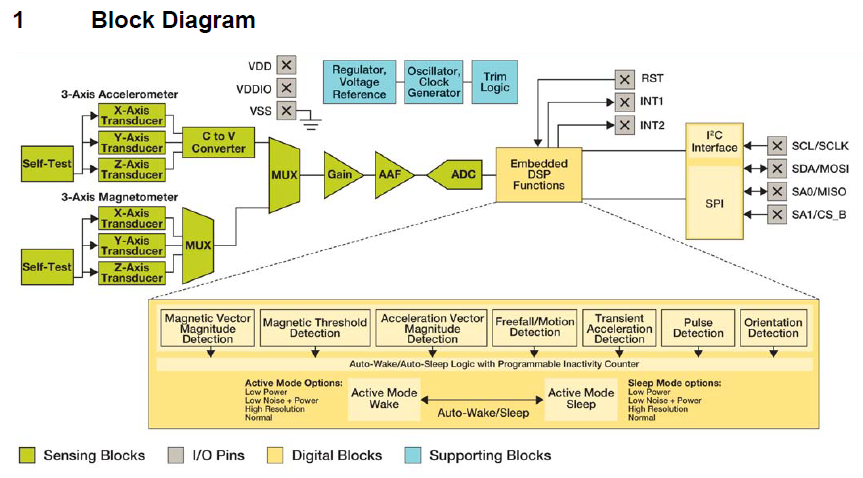 1 Block Diagram
VDD
VDDIO
VSS
Regulator,
Voltage
Reference
Oscillator,
Clock
Generator
Trim
Logic
RST
INT1
INT2
3-Axis Accelerometer
Self-Test
X-Axis
Transducer
Y-Axis
Transducer
Z-Axis
Transducer
C to V
Converter
MUX
Gain
AAF
ADC
Embedded
DSP
Functions
I²C
Interface
SPI
SCL/SCLK
SDA/MOSI
SA0/MISO
SA1/CS_B
3-Axis Magnetometer
Self-Test
X-Axis
Transducer
Y-Axis
Transducer
Z-Axis
Transducer
MUX
Magnetic Vector
Magnitude
Detection
Magnetic Threshold
Detection
Acceleration Vector
Magnitude
Detection
Freefall/Motion
Detection
Transient
Acceleration
Detection
Pulse
Detection
Orientation
Detection
Auto-Wake/Auto-Sleep Logic with Programmable Inactivity Counter
Active Mode Options:
Low Power
Low Noise + Power
High Resolution
Normal
Active Mode
Wake
Auto-Wake/Sleep
Active Mode
Sleep
Sleep Mode options:
Low Power
Low Noise + Power
High Resolution
Normal
Sensing Blocks
I/O Pins
Digital Blocks
Supporting Blocks